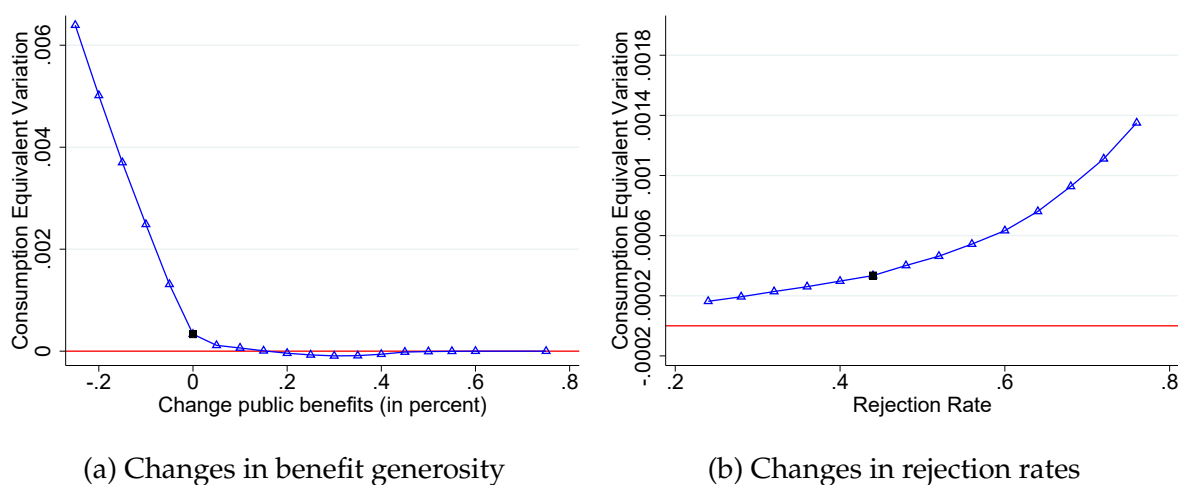 Consumption Equivalent Variation
.006
.004
.002
0
-.2 0 .2 .4 .6 .8
Change public benefits (in percent)
(a) Changes in benefit generosity
Consumption Equivalent Variation
.0018
.0014
.001
.0006
.0002
-.0002
.2 .4 .6 .8
Rejection Rate
(b) Changes in rejection rates